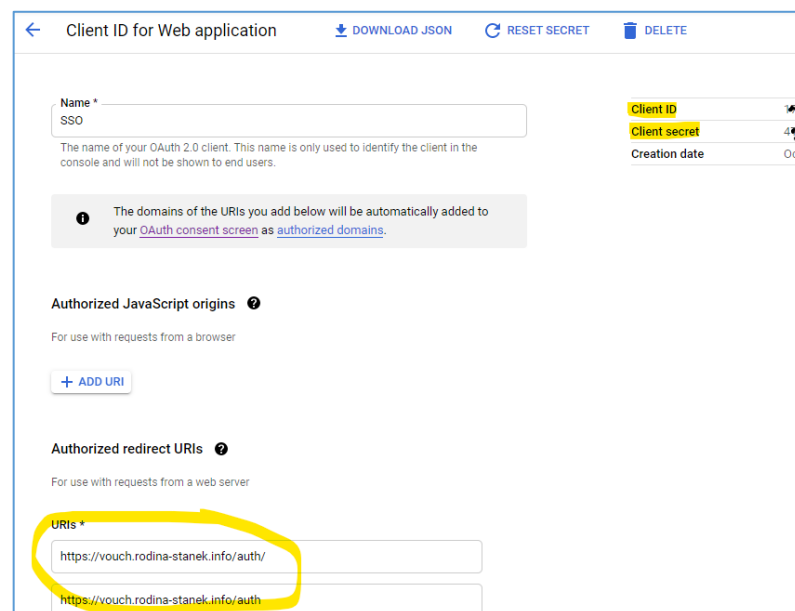 Client ID for Web application DOWNLOAD JSON RESET SECRET DELETE
Name *
SSO
The name of your OAuth 2.0 client. This name is only used to identify the client in the
console and will not be shown to end users.
Client ID
Client secret
Creation date
The domains of the URIs you add below will be automatically added to
your OAuth consent screen as authorized domains.
Authorized JavaScript origins
For use with requests from a browser
ADD URI
Authorized redirect URIs
For use with requests from a web server
URIs *
https://vouch.rodina-stanek.info/auth/
https://vouch.rodina-stanek.info/auth